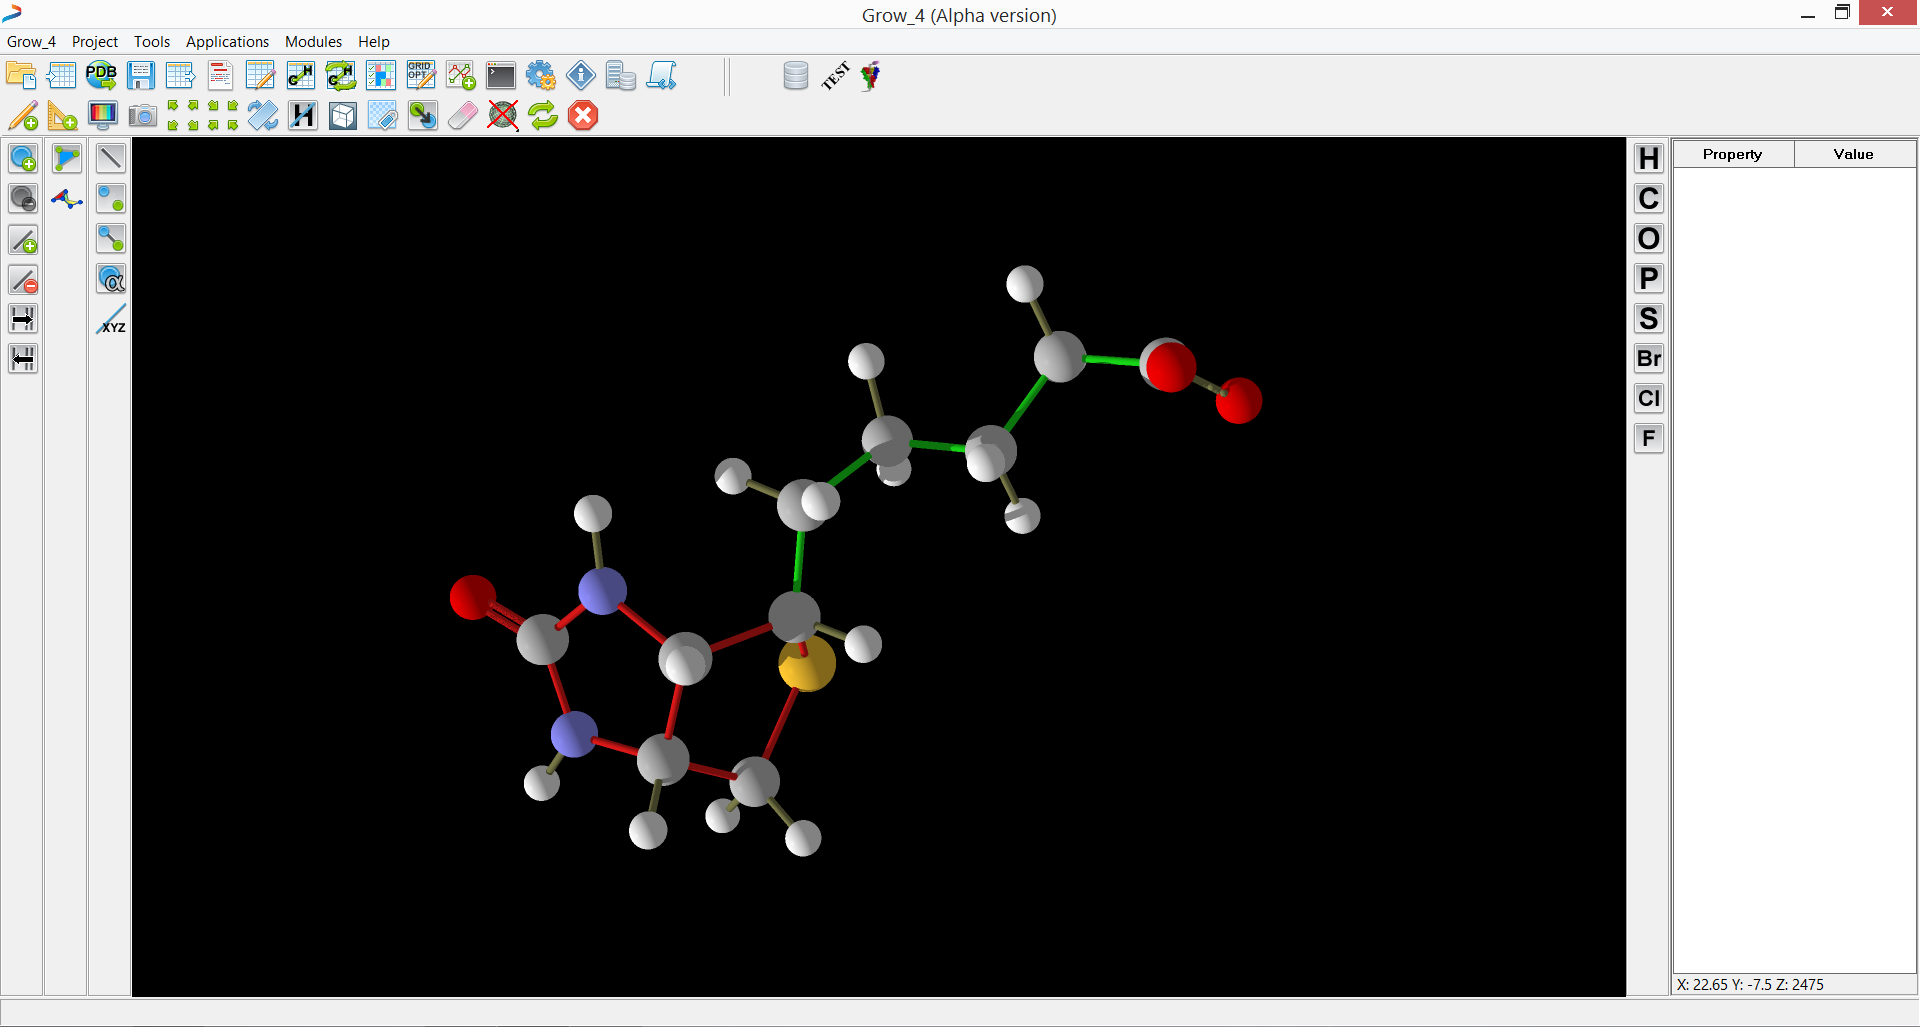 Grow_4 (Alpha version)
Grow_4 Project Tools Applications Modules Help
PDB
GRID
OPT
TEST
C H
G H
H
α
XYZ
H
C
O
P
S
Br
Cl
F
Property Value
X: 22.65 Y: -7.5 Z: 2475